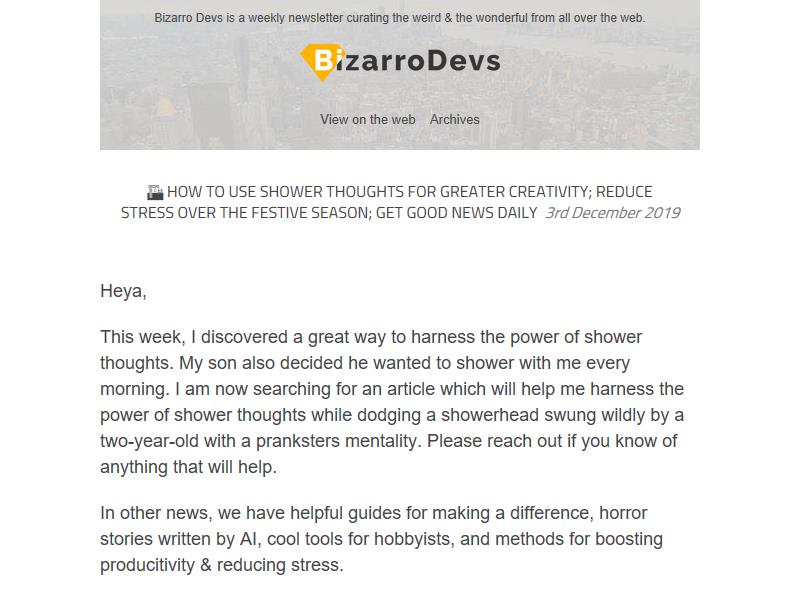 Bizarro Devs is a weekly newsletter curating the weird & the wonderful from all over the web.
BizarroDevs
View on the web Archives
HOW TO USE SHOWER THOUGHTS FOR GREATER CREATIVITY; REDUCE
STRESS OVER THE FESTIVE SEASON; GET GOOD NEWS DAILY 3rd December 2019
Heya,
This week, I discovered a great way to harness the power of shower
thoughts. My son also decided he wanted to shower with me every
morning. I am now searching for an article which will help me harness the
power of shower thoughts while dodging a showerhead swung wildly by a
two-year-old with a pranksters mentality. Please reach out if you know of
anything that will help.
In other news, we have helpful guides for making a difference, horror
stories written by AI, cool tools for hobbyists, and methods for boosting
producitivity & reducing stress.